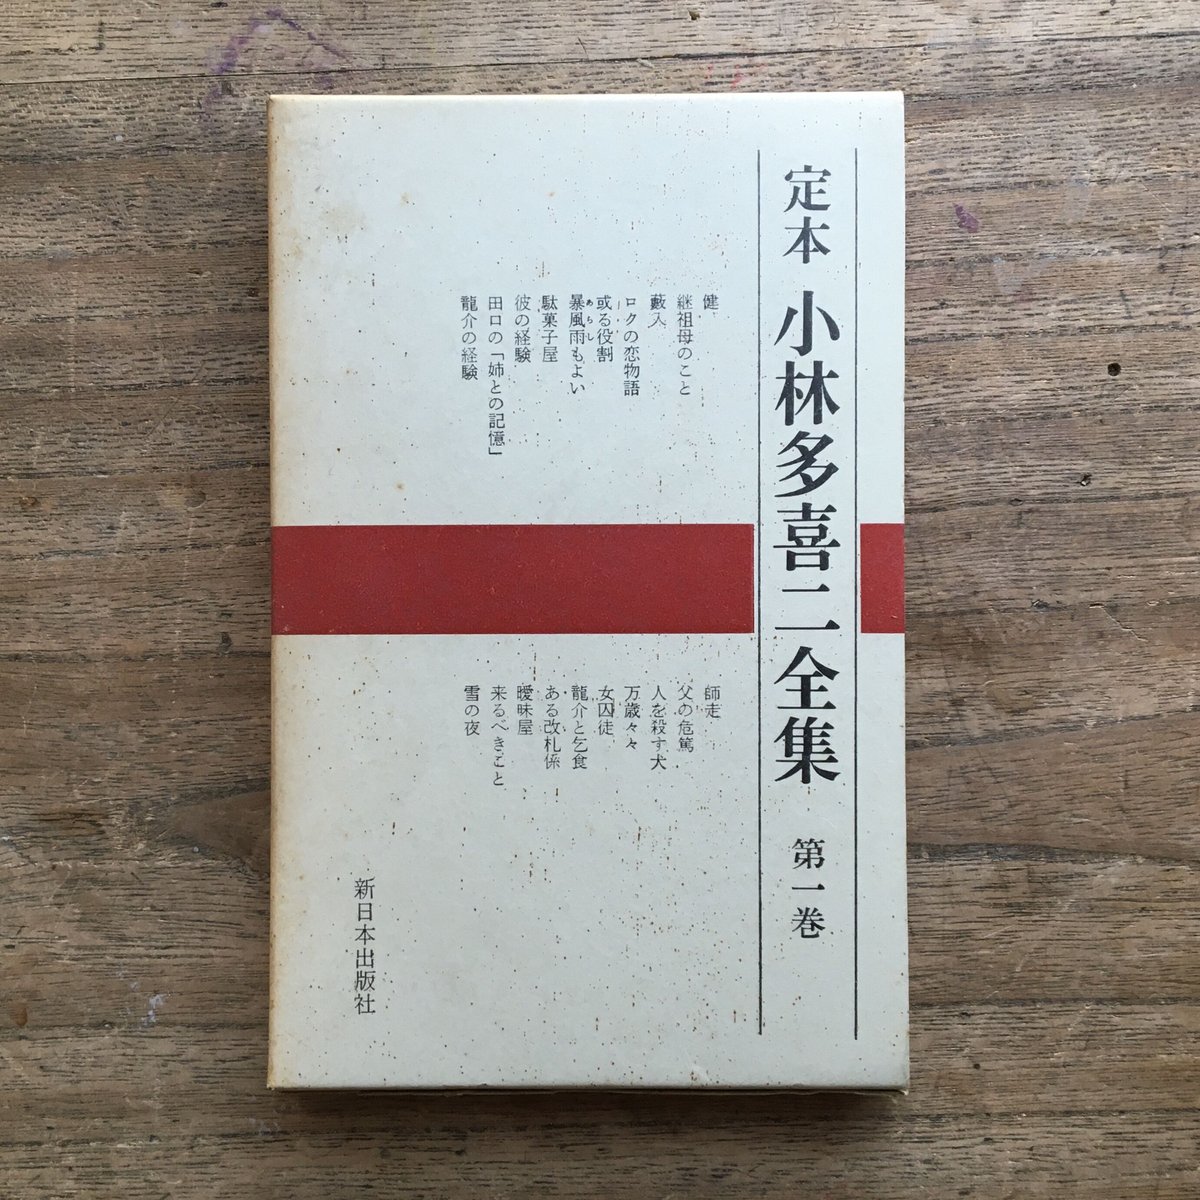 定本 小林多喜二全集 第一巻
健
継祖母のこと
藪入
ロクの恋物語
或る役割
暴風雨もよい
あらし
駄菓子屋
彼の経験
田口の「姉との記憶」
龍介の経験
師走
父の危篤
人を殺す犬
万歳々々
女囚徒
龍介と乞食
ある改札係
曖昧屋
来るべきこと
雪の夜
新日本出版社